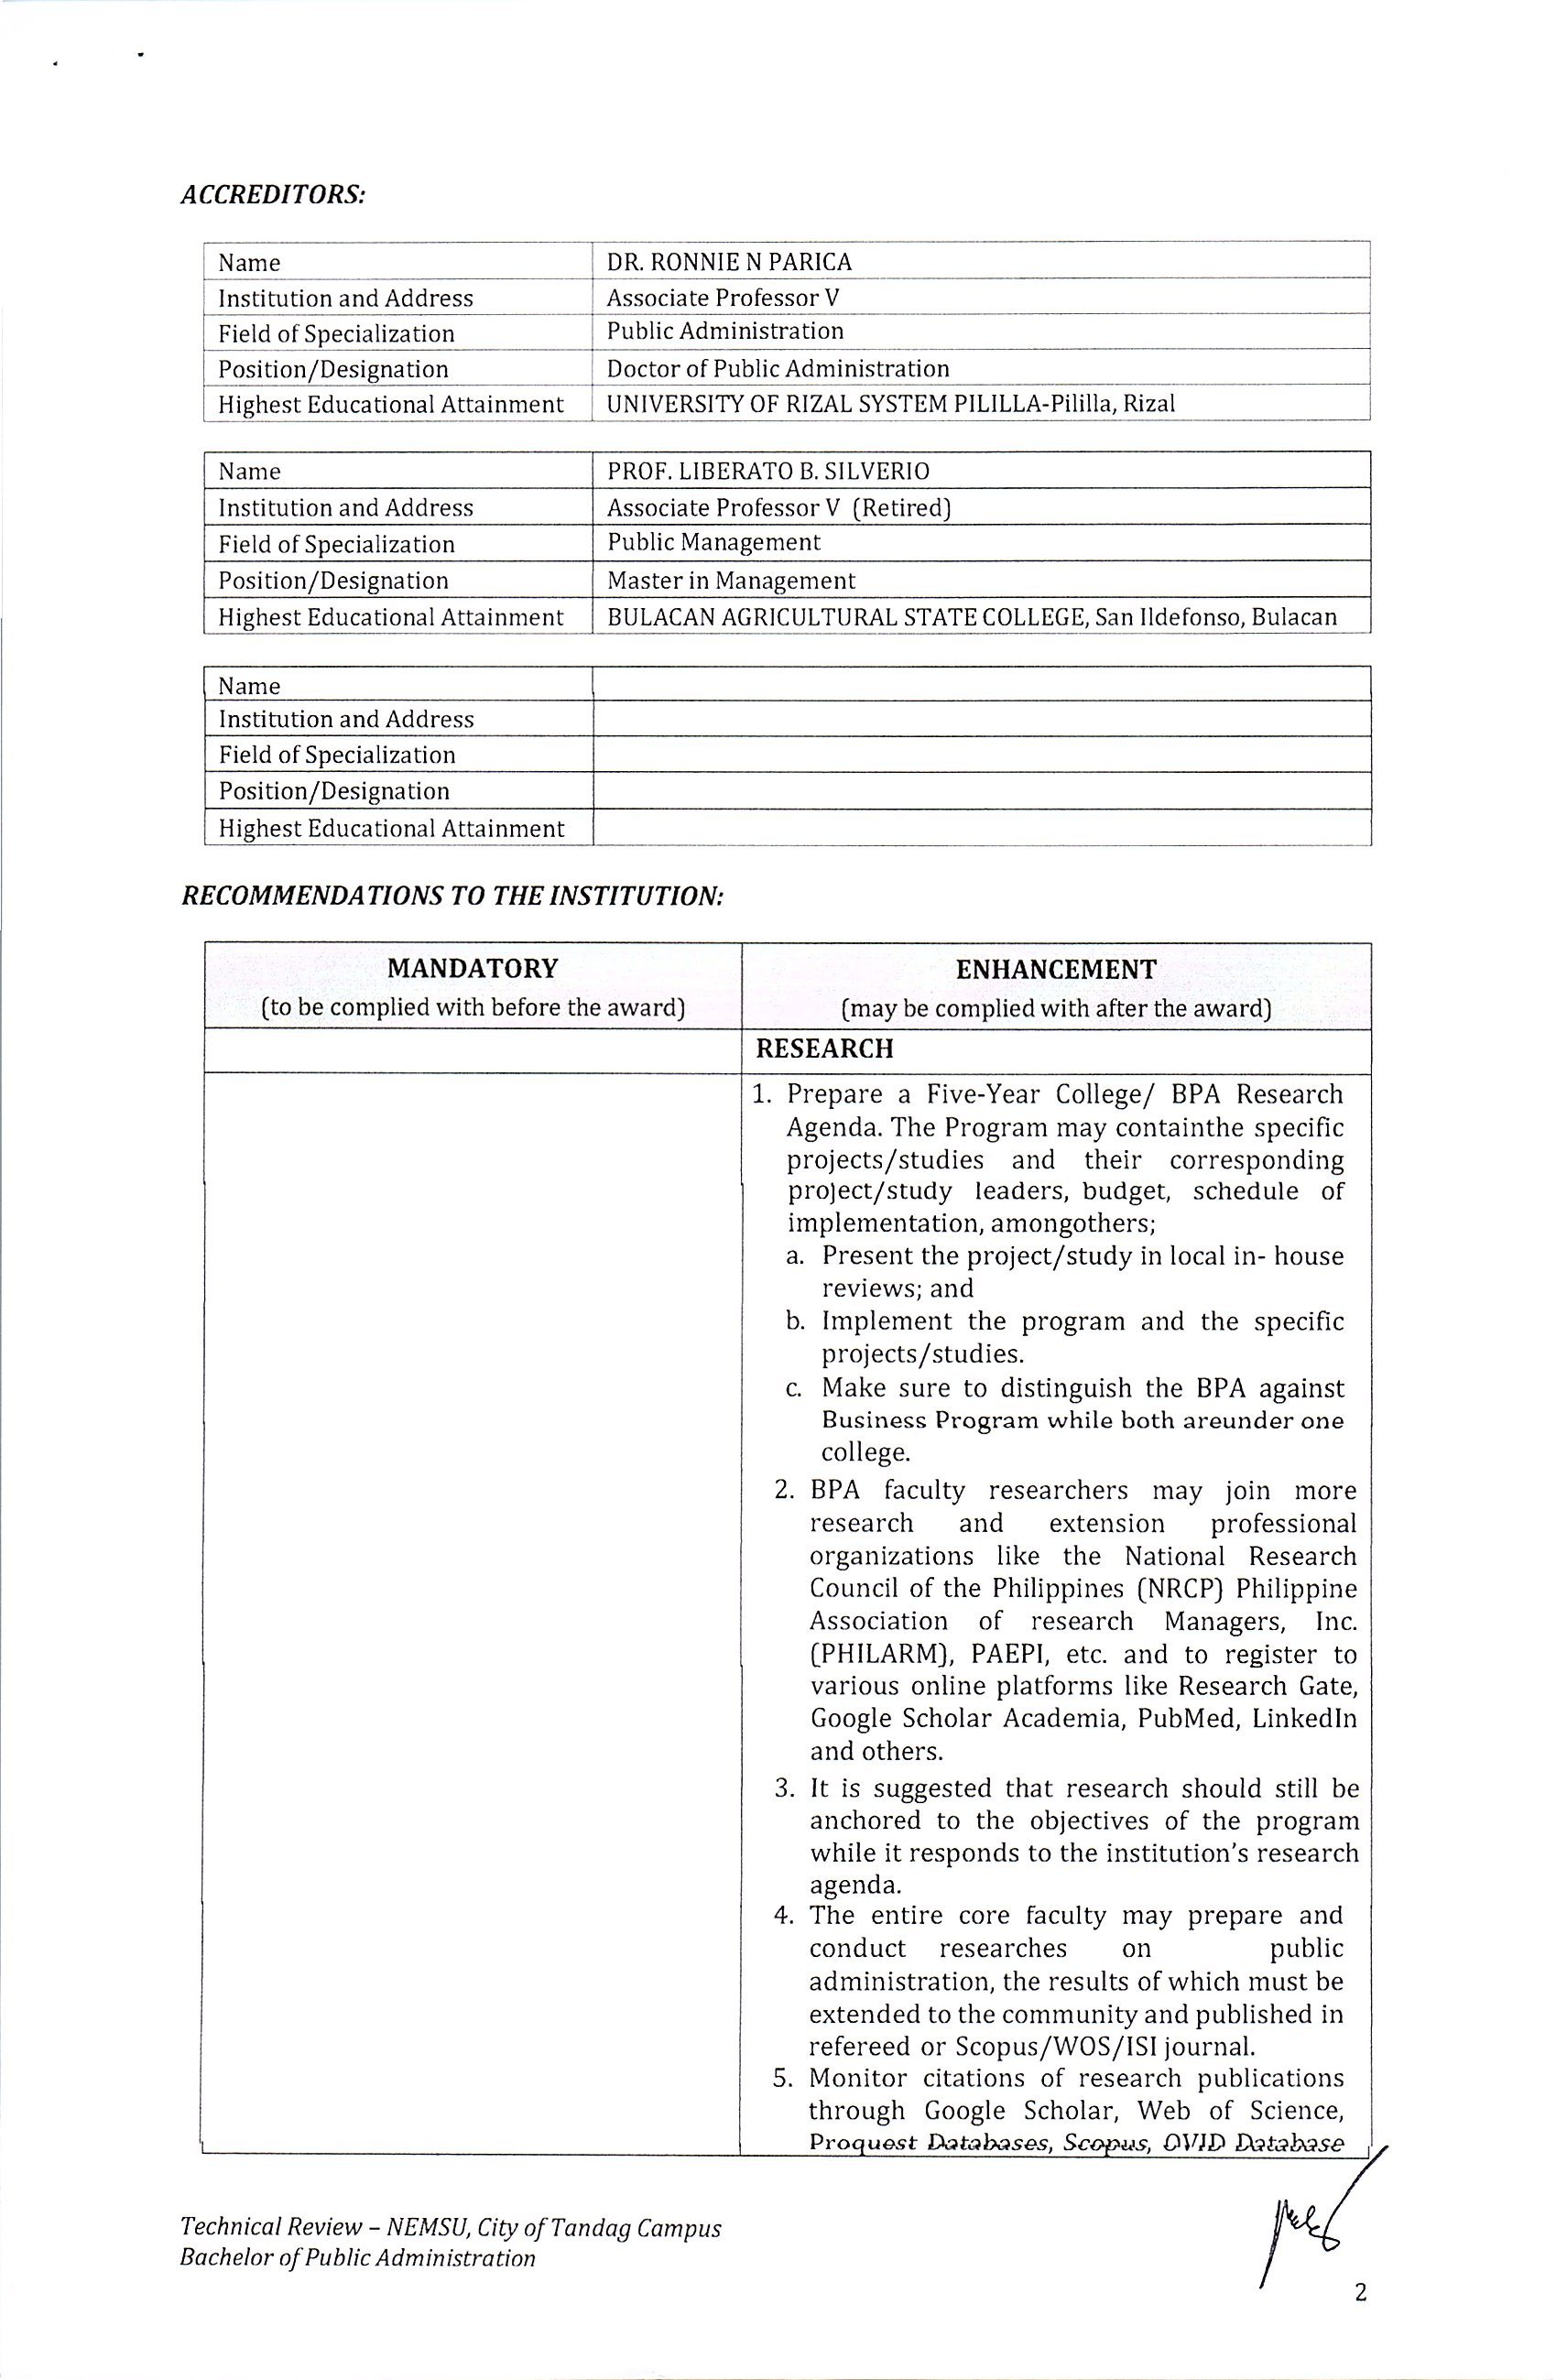 ACCREDITORS:
Name DR. RONNIE N PARICA
Institution and Address Associate Professor V
Field of Specialization Public Administration
Position/Designation Doctor of Public Administration
Highest Educational Attainment UNIVERSITY OF RIZAL SYSTEM PILILLA-Pililla, Rizal
Name PROF. LIBERATO B. SILVERIO
Institution and Address Associate Professor V (Retired)
Field of Specialization Public Management
Position/Designation Master in Management
Highest Educational Attainment BULACAN AGRICULTURAL STATE COLLEGE, San Ildefonso, Bulacan
Name
Institution and Address
Field of Specialization
Position/Designation
Highest Educational Attainment
RECOMMENDATIONS TO THE INSTITUTION:
MANDATORY
(to be complied with before the award)
ENHANCEMENT
(may be complied with after the award)
RESEARCH
1. Prepare a Five-Year College/ BPA Research
Agenda. The Program may containthe specific
projects/studies and their corresponding
project/study leaders, budget, schedule of
implementation, amongothers;
a. Present the project/study in local in- house
reviews; and
b. Implement the program and the specific
projects/studies.
c. Make sure to distinguish the BPA against
Business Program while both areunder one
college.
2. BPA faculty researchers may join more
research and extension professional
organizations like the National Research
Council of the Philippines (NRCP) Philippine
Association of research Managers, Inc.
(PHILARM), PAEPI, etc. and to register to
various online platforms like Research Gate,
Google Scholar Academia, PubMed, LinkedIn
and others.
3. It is suggested that research should still be
anchored to the objectives of the program
while it responds to the institution's research
agenda.
4. The entire core faculty may prepare and
conduct researches on public
administration, the results of which must be
extended to the community and published in
refereed or Scopus/WOS/ISI journal.
5. Monitor citations of research publications
through Google Scholar, Web of Science,
Proquest Databases, Scopus, OVID Database
Technical Review – NEMSU, City of Tandag Campus
Bachelor of Public Administration
2